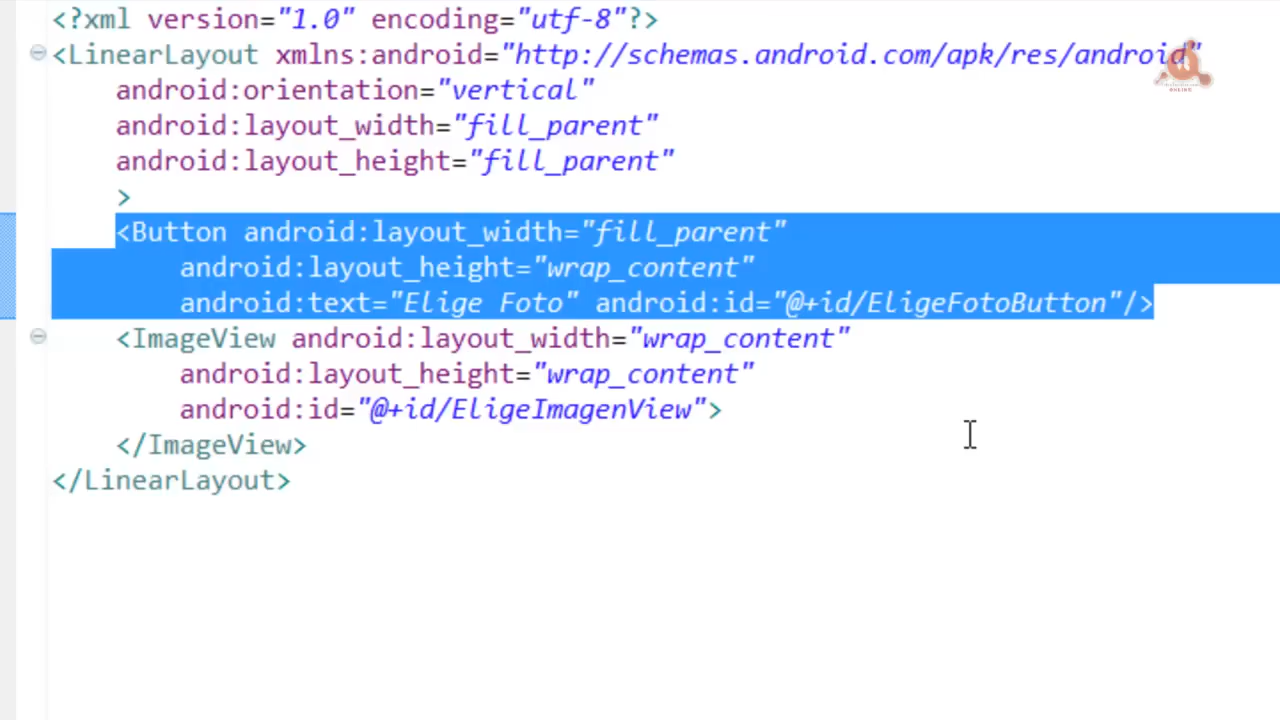 <?xml version="1.0" encoding="utf-8"?>
<LinearLayout xmlns:android="http://schemas.android.com/apk/res/android"
    android:orientation="vertical"
    android:layout_width="fill_parent"
    android:layout_height="fill_parent"
    >
    <Button android:layout_width="fill_parent"
        android:layout_height="wrap_content"
        android:text="Elige Foto" android:id="@+id/EligeFotoButton"/>
    <ImageView android:layout_width="wrap_content"
        android:layout_height="wrap_content"
        android:id="@+id/EligeImagenView">
    </ImageView>
</LinearLayout>